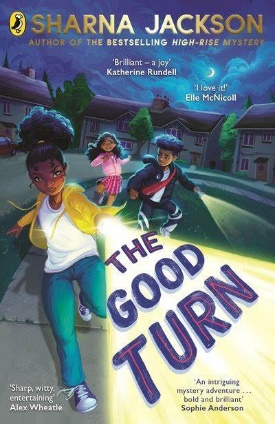 SHARNA JACKSON
AUTHOR OF THE BESTSELLING HIGH-RISE MYSTERY
'Brilliant – a joy'
Katherine Rundell
'I love it!'
Elle McNicoll
THE
GOOD
TURN
'Sharp, witty,
entertaining'
Alex Wheatle
'An intriguing
mystery adventure ...
bold and brilliant'
Sophie Anderson